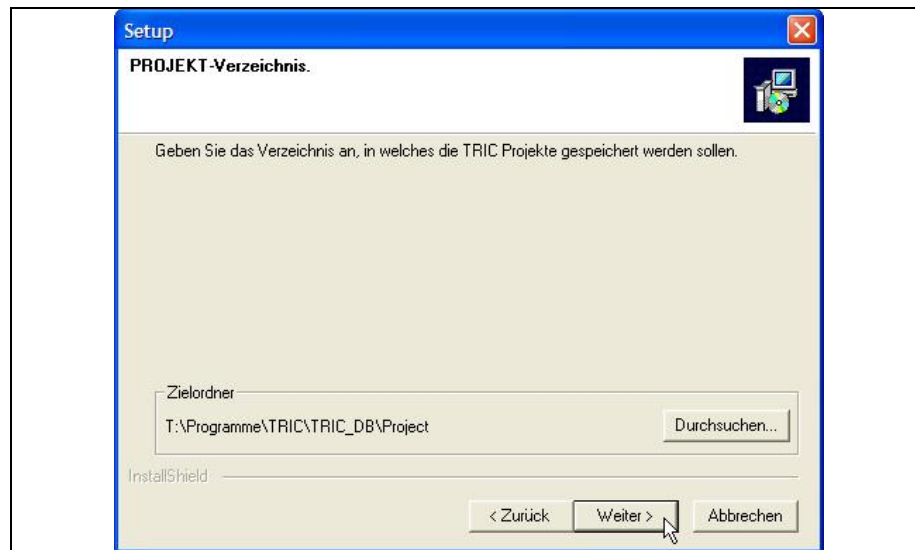 Setup
PROJEKT-Verzeichnis.
Geben Sie das Verzeichnis an, in welches die TRIC Projekte gespeichert werden sollen.
Zielordner
T:\Programme\TRIC\TRIC_DB\Project
Durchsuchen...
InstallShield
< Zurück
Weiter >
Abbrechen